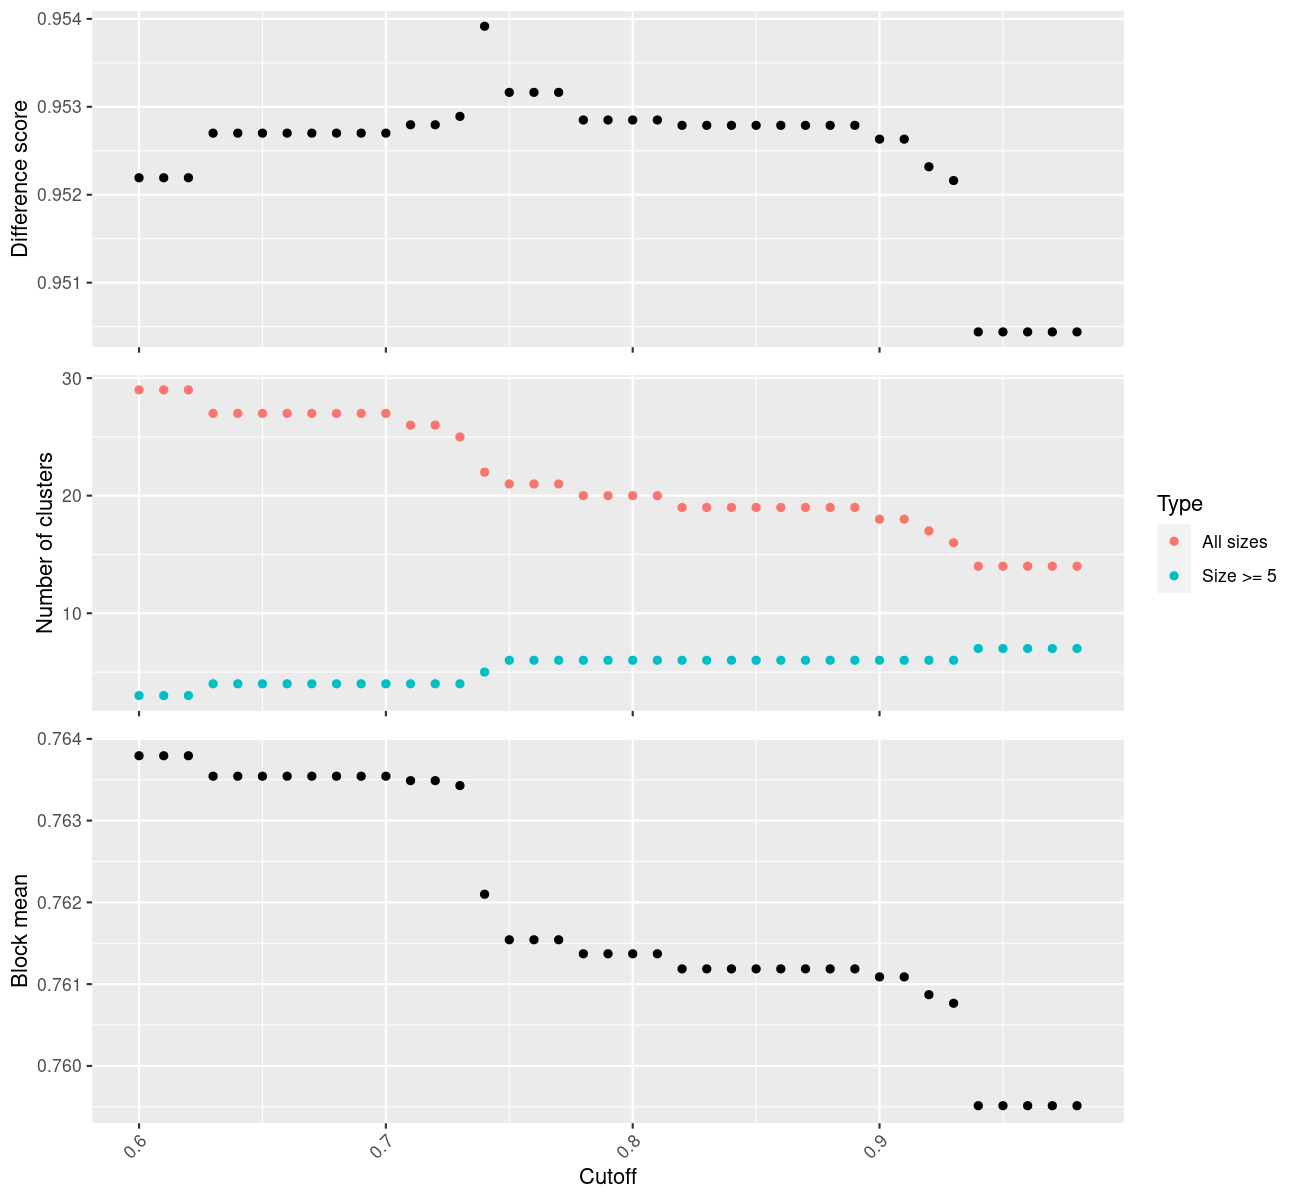 Difference score
0.954
0.953
0.952
0.951
Number of clusters
30
20
10
Type
All sizes
Size >= 5
Block mean
0.764
0.763
0.762
0.761
0.760
0.6 0.7 0.8 0.9
Cutoff